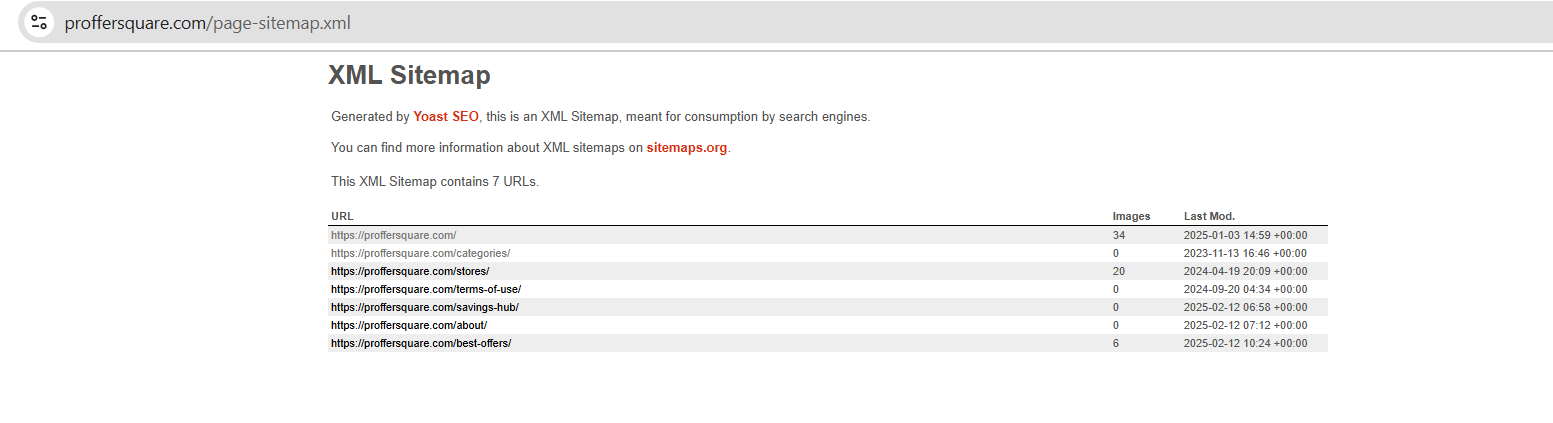 proffersquare.com/page-sitemap.xml
XML Sitemap
Generated by Yoast SEO, this is an XML Sitemap, meant for consumption by search engines.
You can find more information about XML sitemaps on sitemaps.org.
This XML Sitemap contains 7 URLs.
URL Images Last Mod.
https://proffersquare.com/ 34 2025-01-03 14:59 +00:00
https://proffersquare.com/categories/ 0 2023-11-13 16:46 +00:00
https://proffersquare.com/stores/ 20 2024-04-19 20:09 +00:00
https://proffersquare.com/terms-of-use/ 0 2024-09-20 04:34 +00:00
https://proffersquare.com/savings-hub/ 0 2025-02-12 06:58 +00:00
https://proffersquare.com/about/ 0 2025-02-12 07:12 +00:00
https://proffersquare.com/best-offers/ 6 2025-02-12 10:24 +00:00